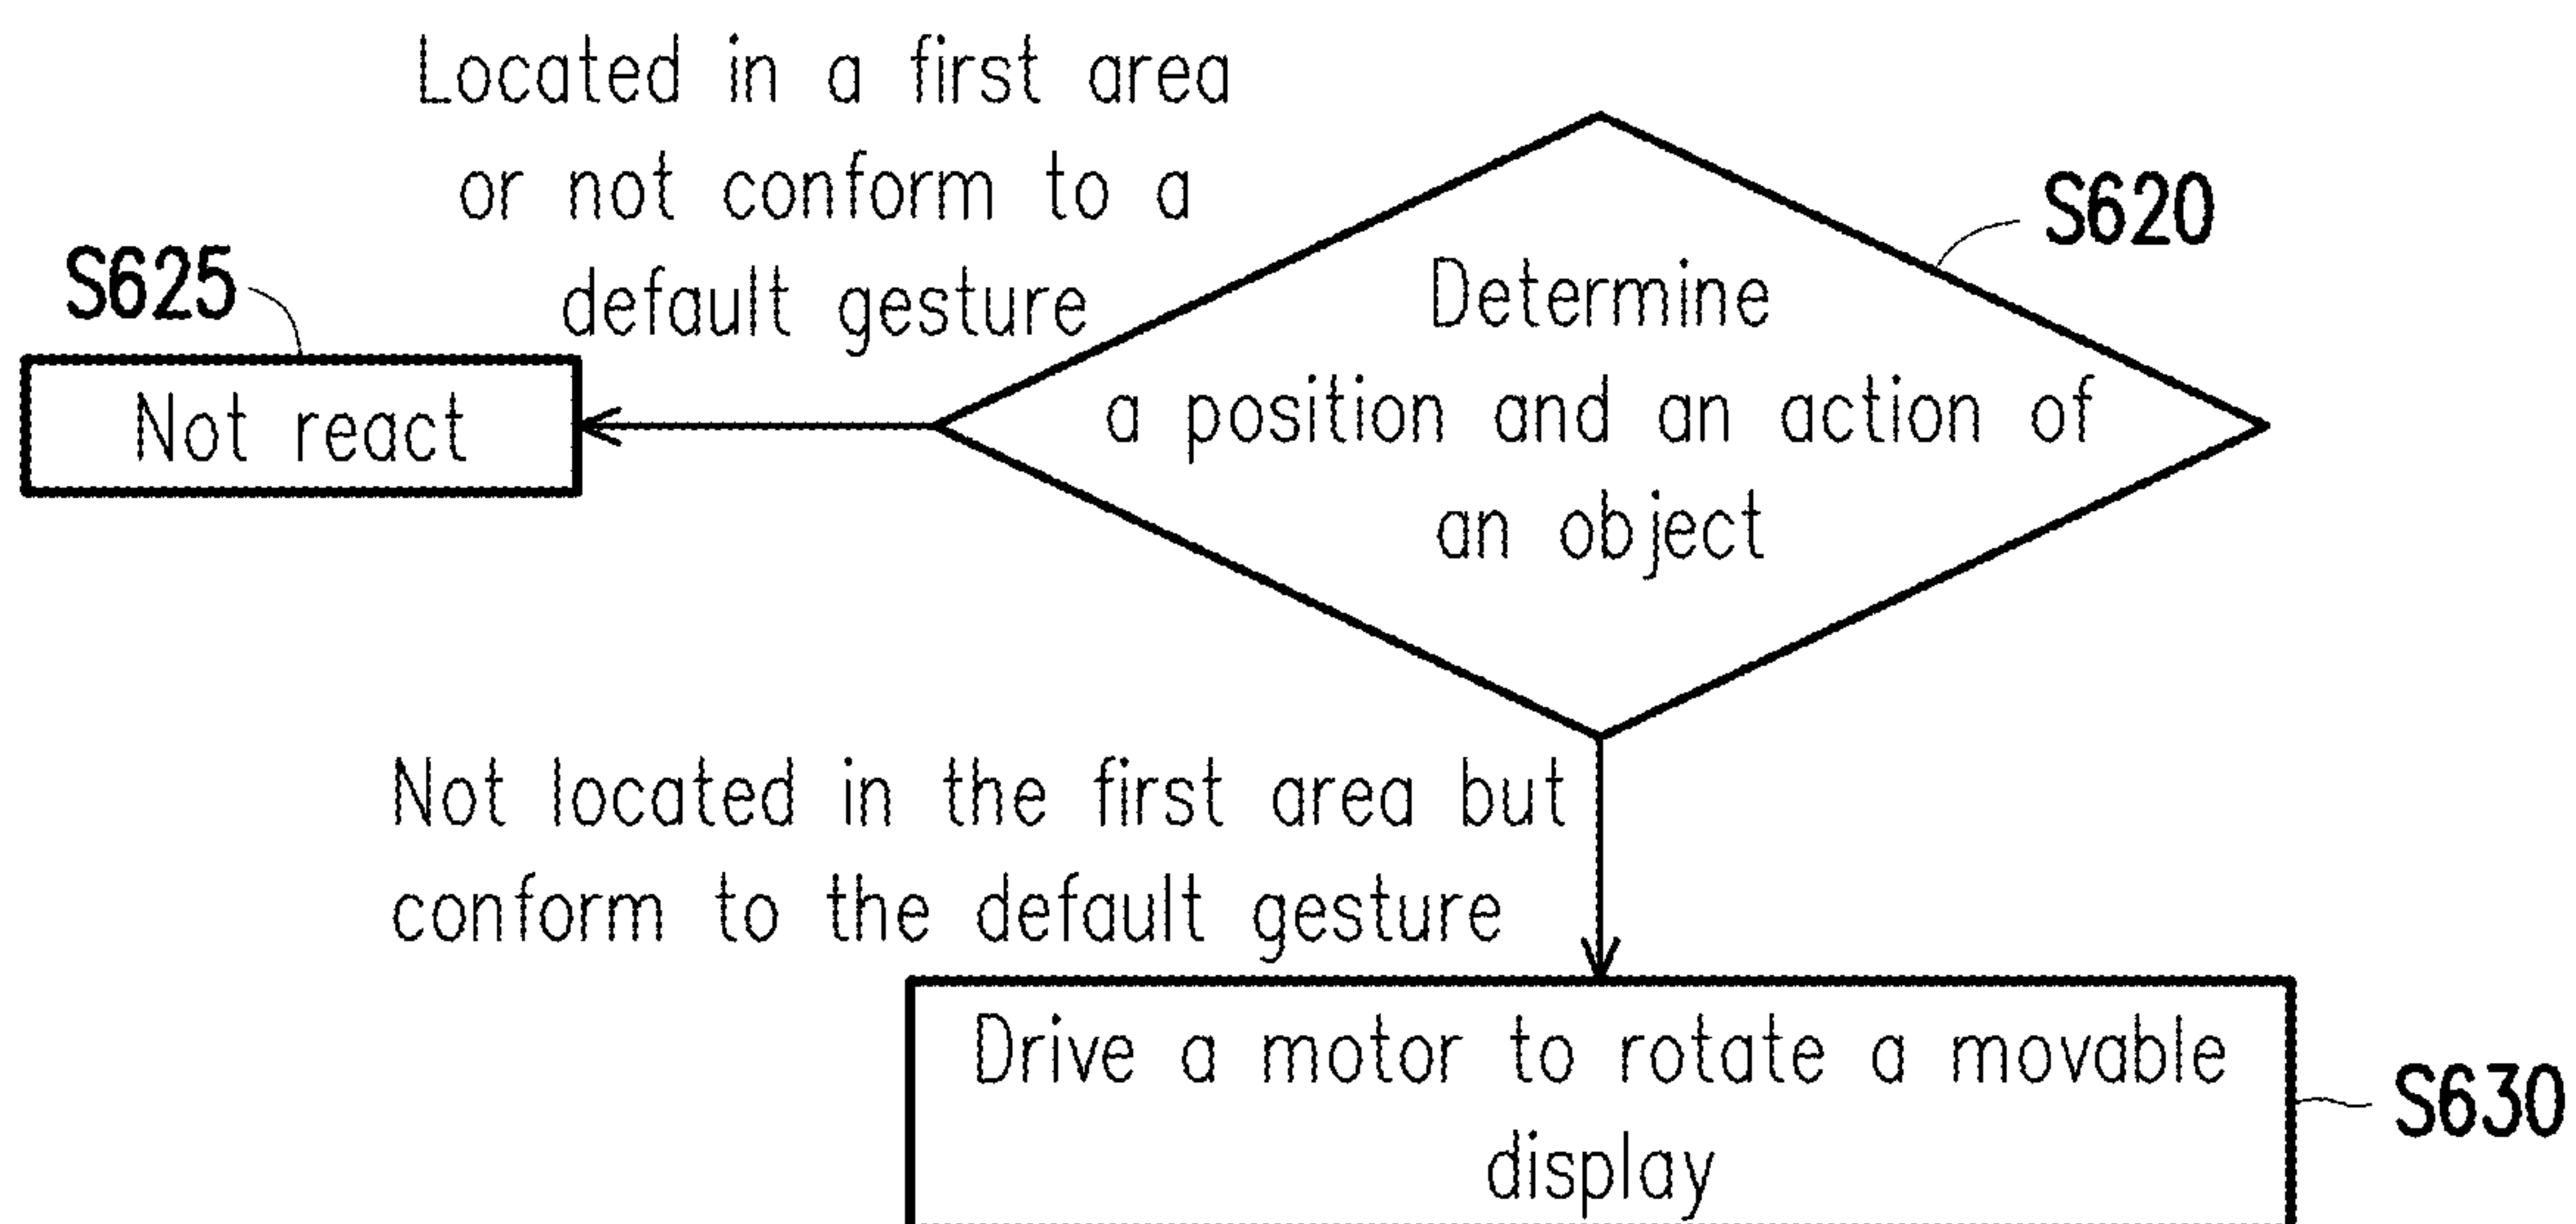 Located in a first area
or not conform to a
default gesture
S620
S625
Determine
a position and an action of
an object
Not react
Not located in the first area but
conform to the default gesture
Drive a motor to rotate a movable
display
S630